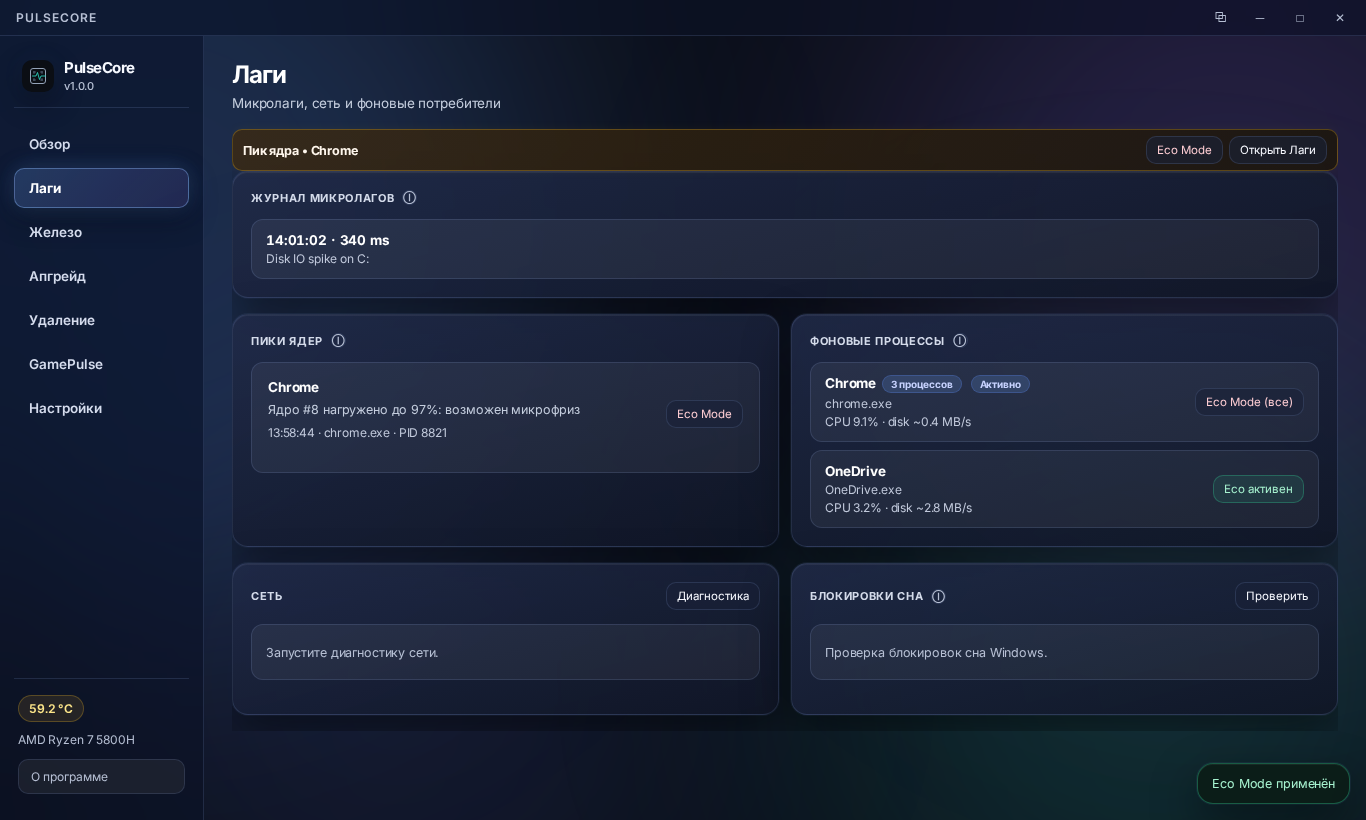 PULSECORE
PulseCore
v1.0.0
Обзор
Лаги
Железо
Апгрейд
Удаление
GamePulse
Настройки
59.2 °C
AMD Ryzen 7 5800H
О программе
Лаги
Микролаги, сеть и фоновые потребители
Пик ядра • Chrome
Eco Mode
Открыть Лаги
ЖУРНАЛ МИКРОЛАГОВ
14:01:02 · 340 ms
Disk IO spike on C:
ПИКИ ЯДЕР
Chrome
Ядро #8 нагружено до 97%: возможен микрофриз
13:58:44 · chrome.exe · PID 8821
Eco Mode
ФОНОВЫЕ ПРОЦЕССЫ
Chrome 3 процессов Активно
chrome.exe
CPU 9.1% · disk ~0.4 MB/s
Eco Mode (все)
OneDrive
OneDrive.exe
CPU 3.2% · disk ~2.8 MB/s
Eco активен
СЕТЬ
Диагностика
Запустите диагностику сети.
БЛОКИРОВКИ СНА
Проверить
Проверка блокировок сна Windows.
Eco Mode применён